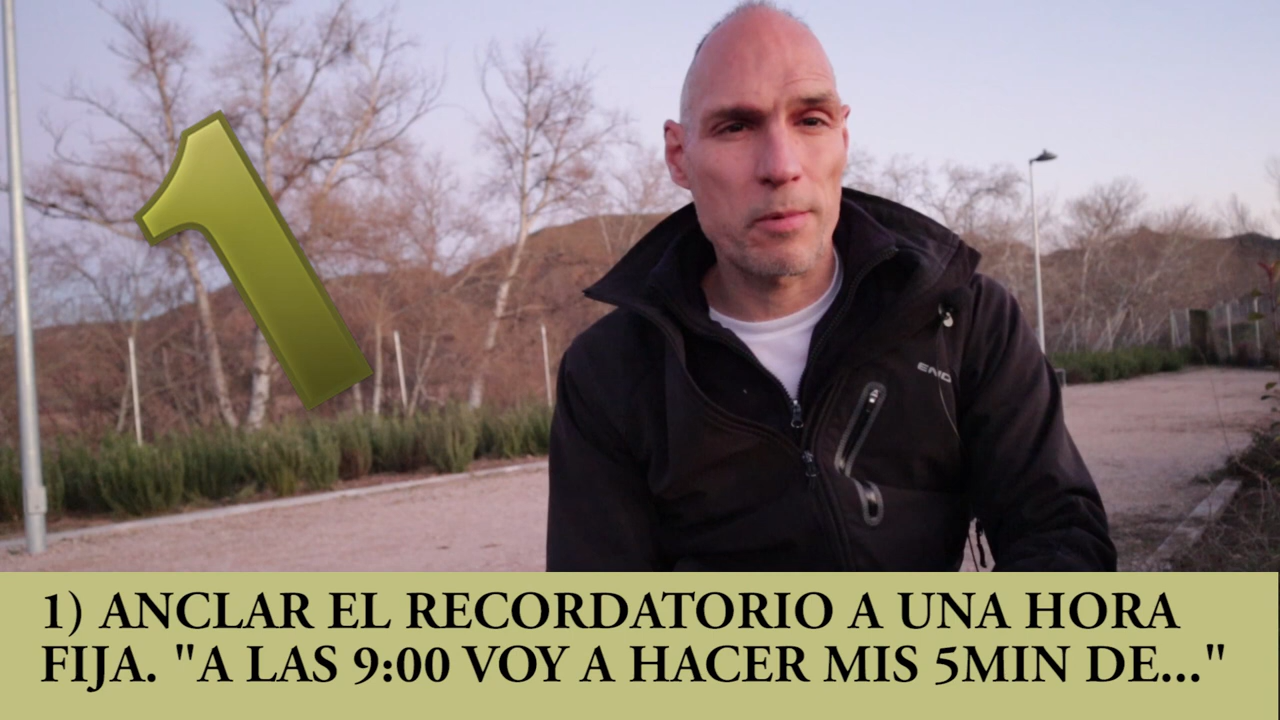 1
1) ANCLAR EL RECORDATORIO A UNA HORA
FIJA. "A LAS 9:00 VOY A HACER MIS 5MIN DE..."